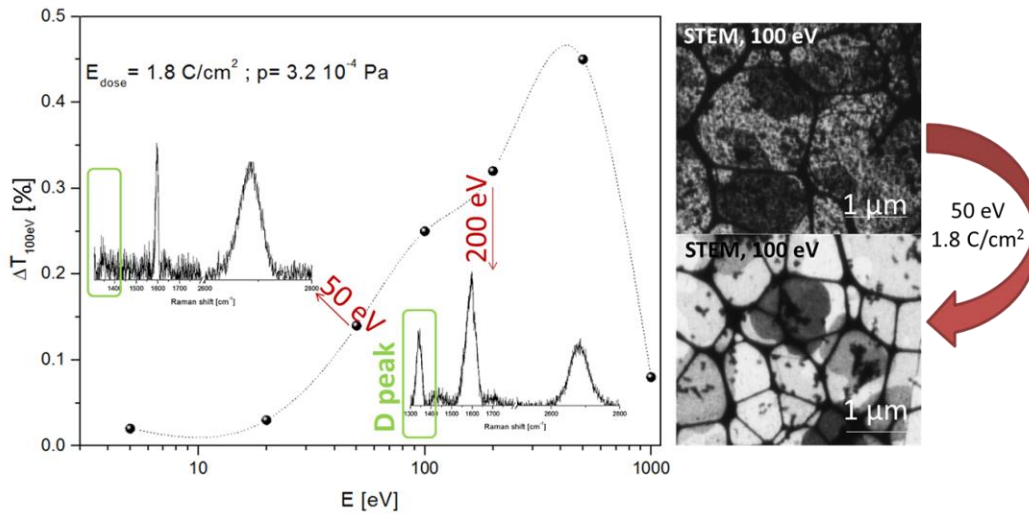 0.5
0.4
0.3
0.2
0.1
0.0
ΔT100eV [%]
Edose = 1.8 C/cm² ; p= 3.2 10⁻⁴ Pa
1400 1500 1600 1700 2600 2800
Raman shift [cm⁻¹]
50 eV
200 eV
D peak
1300 1400 1500 1600 1700 2600 2800
Raman shift [cm⁻¹]
10 100 1000
E [eV]
STEM, 100 eV
1 µm
50 eV
1.8 C/cm²
STEM, 100 eV
1 µm